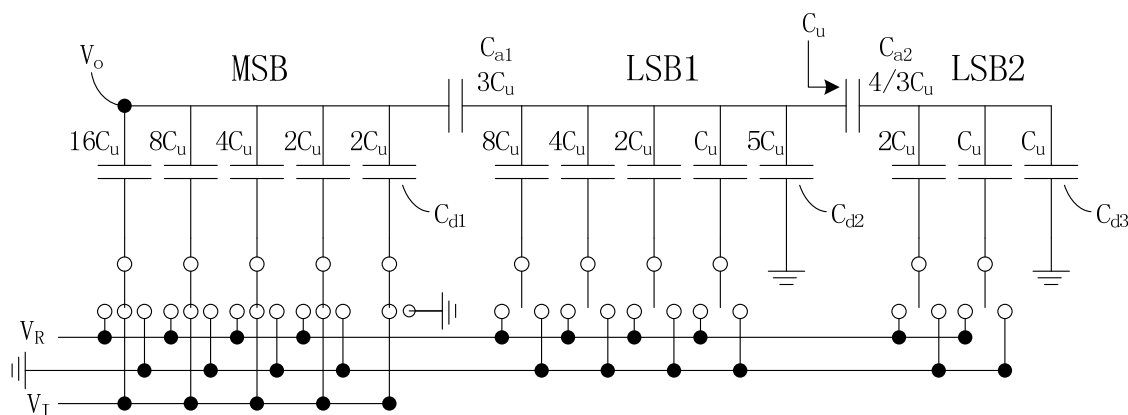 V_o
MSB
C_a1
3C_u
LSB1
C_u
C_a2
4/3C_u
LSB2
16C_u 8C_u 4C_u 2C_u 2C_u 8C_u 4C_u 2C_u C_u 5C_u 2C_u C_u C_u
C_d1 C_d2 C_d3
V_R
V_I